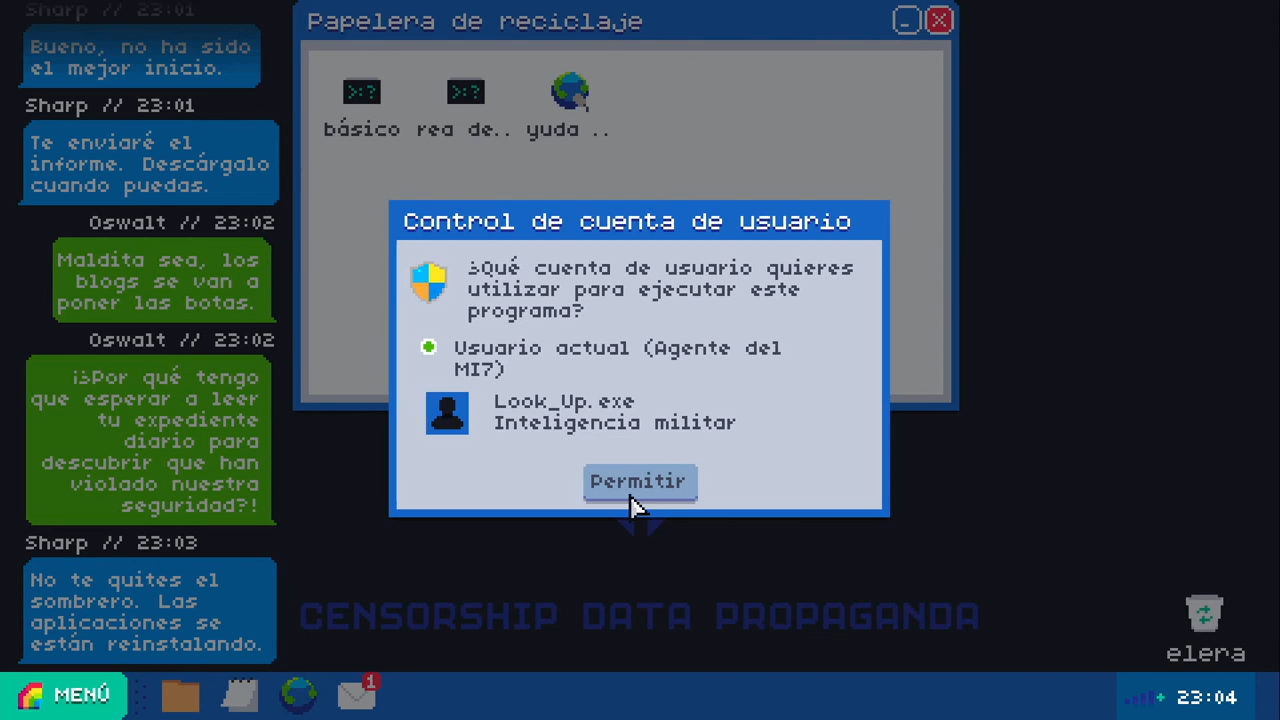 Sharp // 23:01
Bueno, no ha sido
el mejor inicio.
Sharp // 23:01
Te enviaré el
informe. Descárgalo
cuando puedas.
Oswalt // 23:02
Maldita sea, los
blogs se van a
poner las botas.
Oswalt // 23:02
¡¿Por qué tengo
que esperar a leer
tu expediente
diario para
descubrir que han
violado nuestra
seguridad?!
Sharp // 23:03
No te quites el
sombrero. Las
aplicaciones se
están reinstalando.
Papelera de reciclaje
>:? >:?
básico rea de.. yuda ..
Control de cuenta de usuario
¿Qué cuenta de usuario quieres
utilizar para ejecutar este
programa?
Usuario actual (Agente del
MI7)
Look_Up.exe
Inteligencia militar
Permitir
CENSORSHIP DATA PROPAGANDA
elera
MENÚ
1
23:04